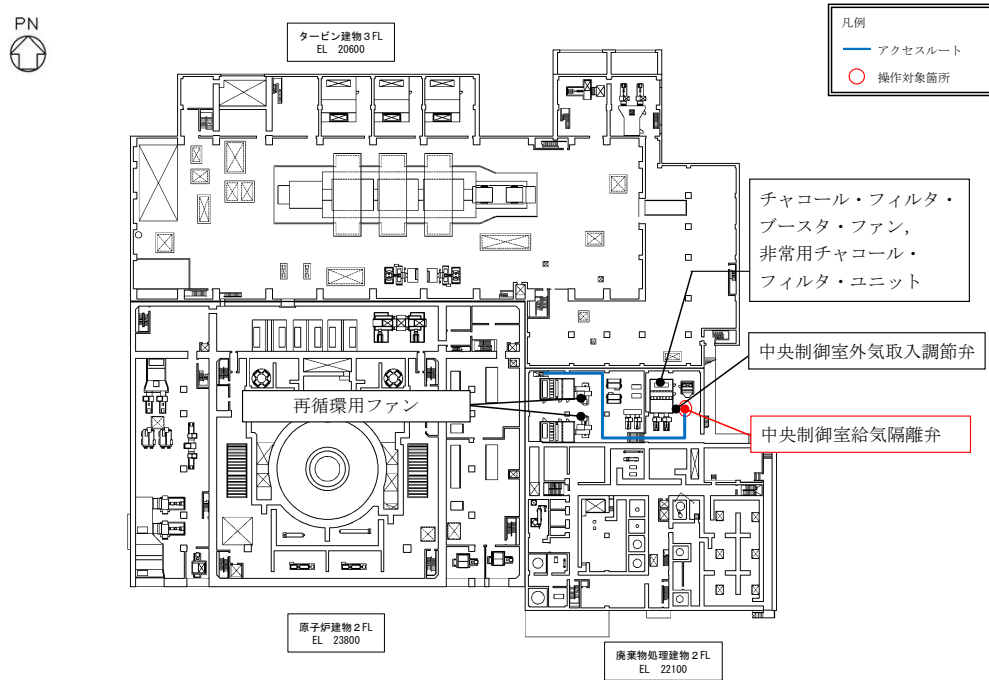 PN
タービン建物3FL
EL 20600
凡例
アクセスルート
操作対象箇所
チャコール・フィルタ・
ブースタ・ファン,
非常用チャコール・
フィルタ・ユニット
中央制御室外気取入調節弁
再循環用ファン
中央制御室給気隔離弁
原子炉建物2FL
EL 23800
廃棄物処理建物2FL
EL 22100